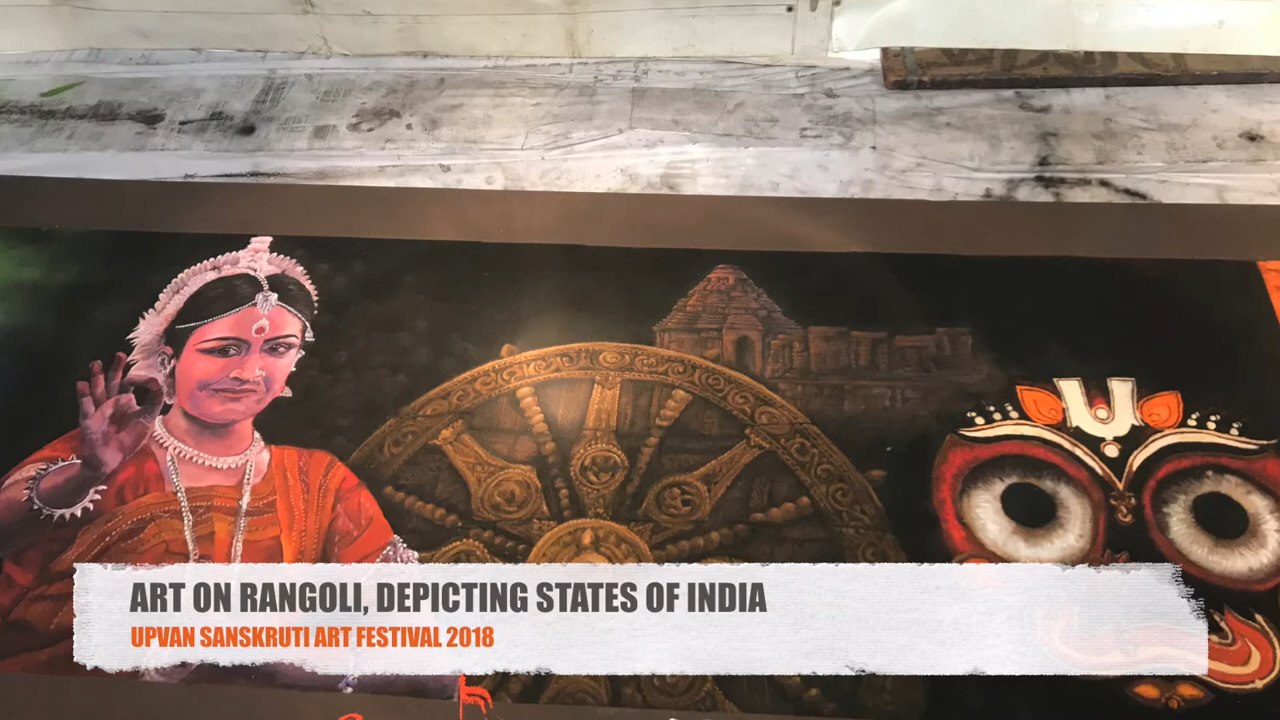 ART ON RANGOLI, DEPICTING STATES OF INDIA
UPVAN SANSKRUTI ART FESTIVAL 2018